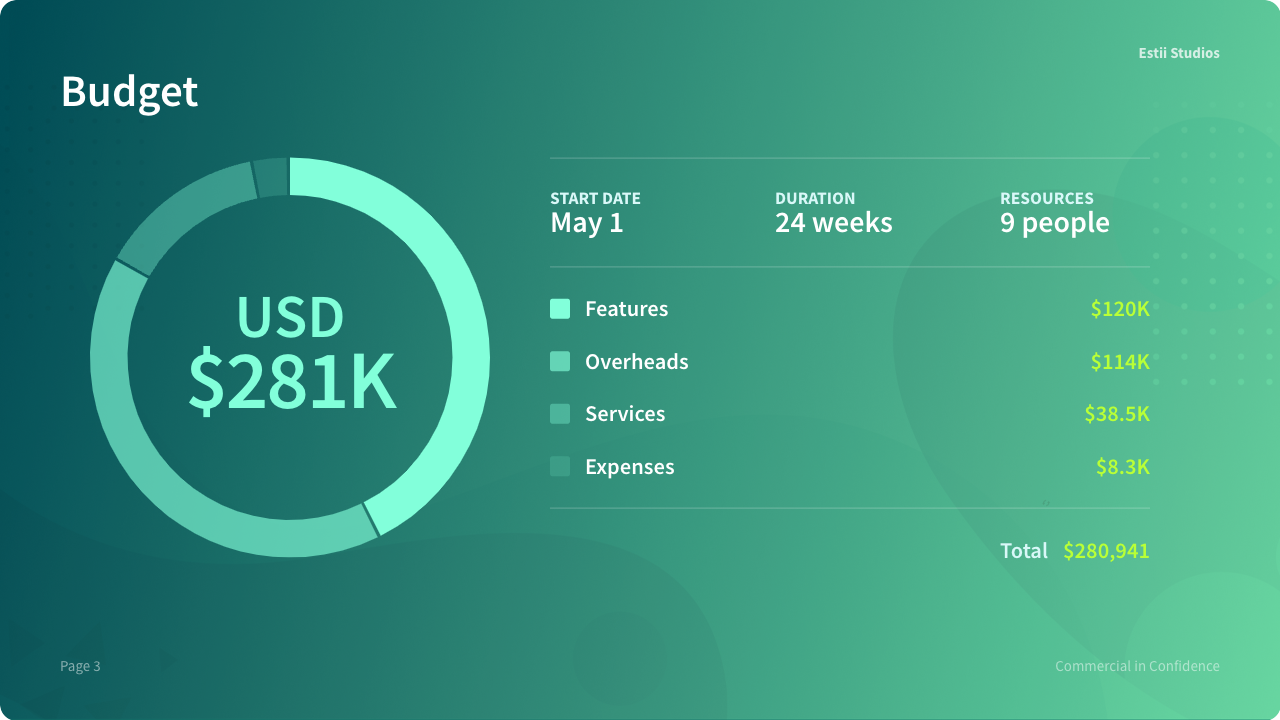 Estii Studios
Budget
USD
$281K
START DATE
May 1
DURATION
24 weeks
RESOURCES
9 people
Features $120K
Overheads $114K
Services $38.5K
Expenses $8.3K
Total $280,941
Page 3
Commercial in Confidence